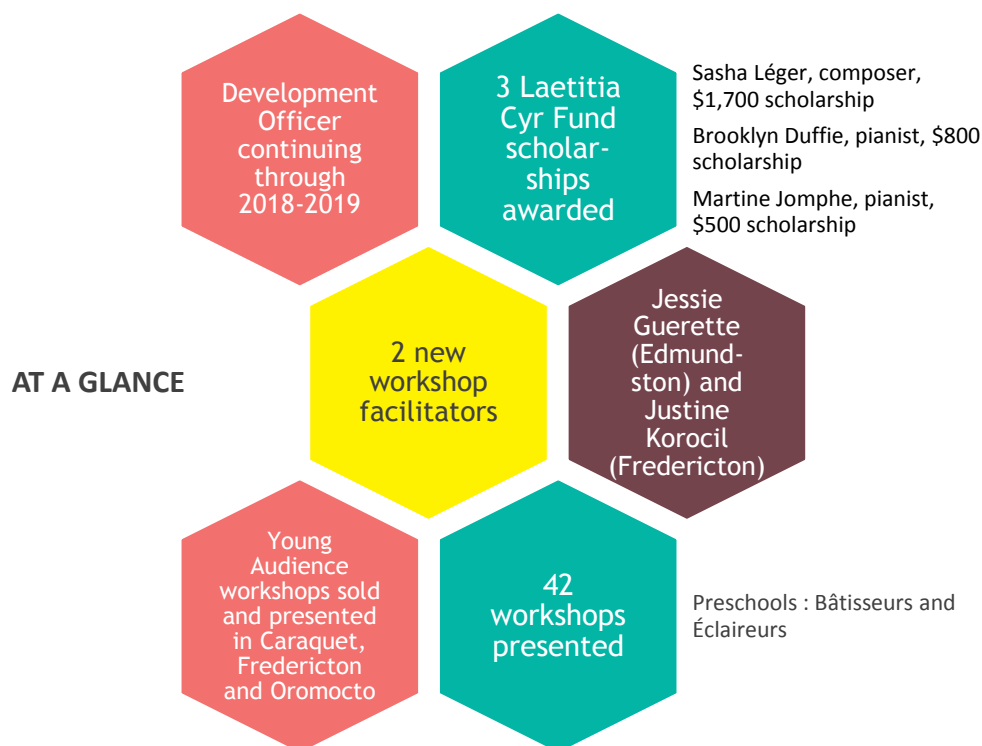 Development
Officer
continuing
through
2018-2019
3 Laetitia
Cyr Fund
scholar-
ships
awarded
Sasha Léger, composer,
$1,700 scholarship
Brooklyn Duffie, pianist, $800
scholarship
Martine Jomphe, pianist,
$500 scholarship
AT A GLANCE
2 new
workshop
facilitators
Jessie
Guerette
(Edmund-
ston) and
Justine
Korocil
(Fredericton)
Young
Audience
workshops sold
and presented
in Caraquet,
Fredericton
and Oromocto
42
workshops
presented
Preschools : Bâtisseurs and
Éclaireurs